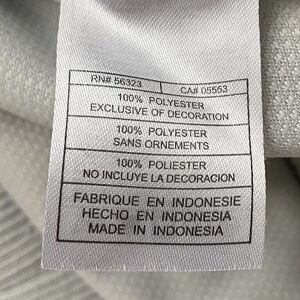 RN# 56323 CA# 05553
100% POLYESTER
EXCLUSIVE OF DECORATION
100% POLYESTER
SANS ORNEMENTS
100% POLIESTER
NO INCLUYE LA DECORACION
FABRIQUE EN INDONESIE
HECHO EN INDONESIA
MADE IN INDONESIA